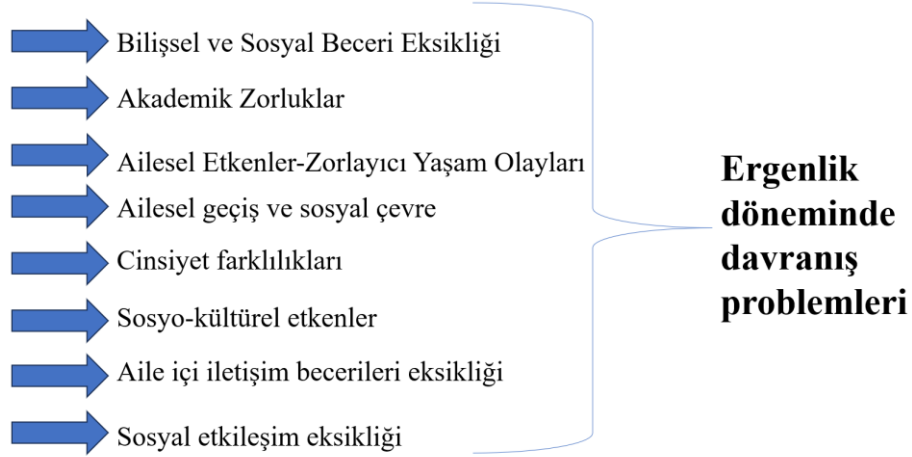 Bilişsel ve Sosyal Beceri Eksikliği
Akademik Zorluklar
Ailesel Etkenler-Zorlayıcı Yaşam Olayları
Ailesel geçiş ve sosyal çevre
Cinsiyet farklılıkları
Sosyo-kültürel etkenler
Aile içi iletişim becerileri eksikliği
Sosyal etkileşim eksikliği
Ergenlik
döneminde
davranış
problemleri